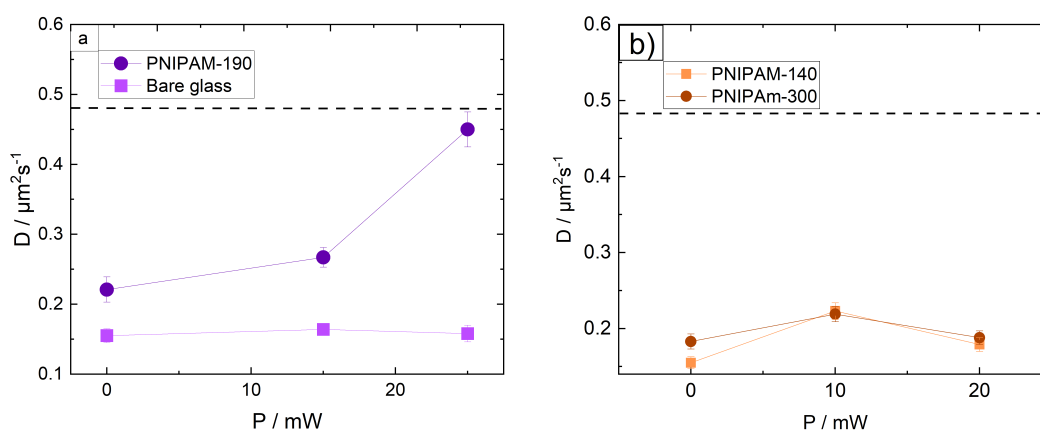 a
PNIPAM-190
Bare glass
0.6
0.5
0.4
0.3
0.2
0.1
D / µm²s⁻¹
0
10
20
P / mW
b)
PNIPAM-140
PNIPAm-300
0.6
0.5
0.4
0.3
0.2
D / µm²s⁻¹
0
10
20
P / mW